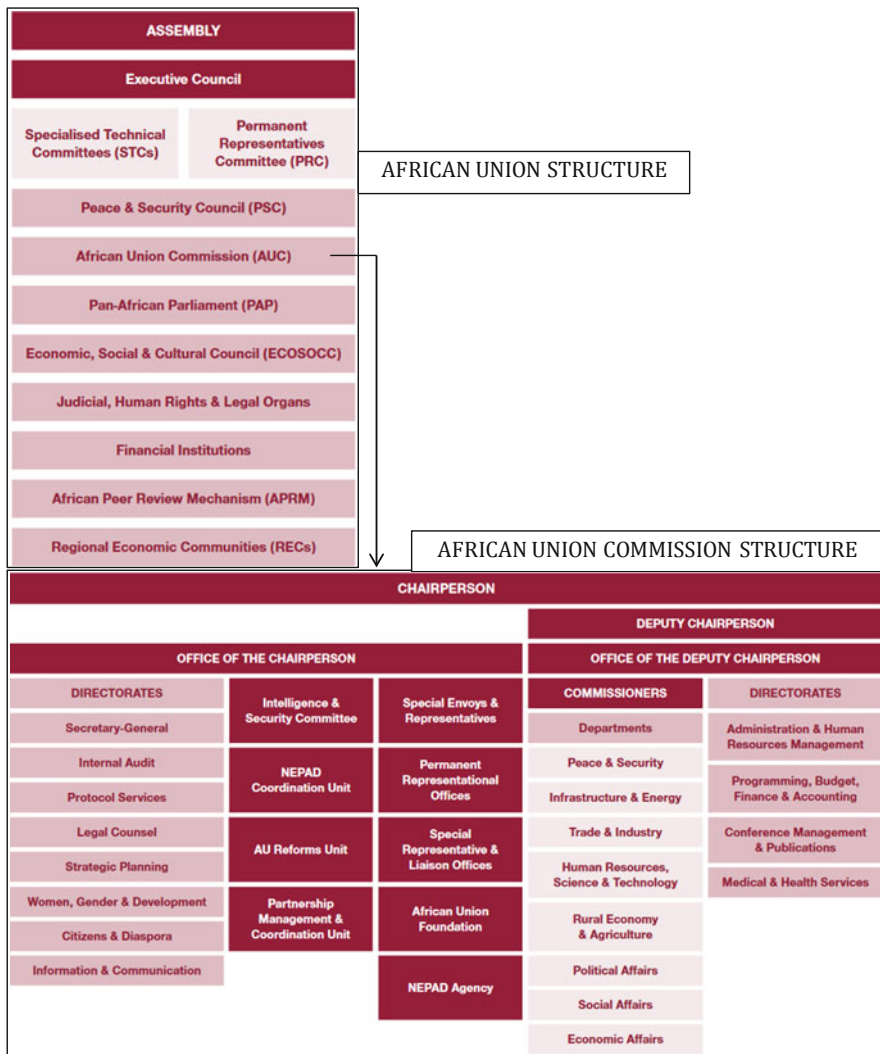 ASSEMBLY
Executive Council
Specialised Technical
Committees (STCs)
Permanent
Representatives
Committee (PRC)
AFRICAN UNION STRUCTURE
Peace & Security Council (PSC)
African Union Commission (AUC)
Pan-African Parliament (PAP)
Economic, Social & Cultural Council (ECOSOCC)
Judicial, Human Rights & Legal Organs
Financial Institutions
African Peer Review Mechanism (APRM)
Regional Economic Communities (RECs)
AFRICAN UNION COMMISSION STRUCTURE
CHAIRPERSON
DEPUTY CHAIRPERSON
OFFICE OF THE CHAIRPERSON
OFFICE OF THE DEPUTY CHAIRPERSON
DIRECTORATES
Secretary-General
Internal Audit
Protocol Services
Legal Counsel
Strategic Planning
Women, Gender & Development
Citizens & Diaspora
Information & Communication
Intelligence &
Security Committee
NEPAD
Coordination Unit
AU Reforms Unit
Partnership
Management &
Coordination Unit
Special Envoys &
Representatives
Permanent
Representational
Offices
Special
Representative &
Liaison Offices
African Union
Foundation
NEPAD Agency
COMMISSIONERS
Departments
Peace & Security
Infrastructure & Energy
Trade & Industry
Human Resources,
Science & Technology
Rural Economy
& Agriculture
Political Affairs
Social Affairs
Economic Affairs
DIRECTORATES
Administration & Human
Resources Management
Programming, Budget,
Finance & Accounting
Conference Management
& Publications
Medical & Health Services